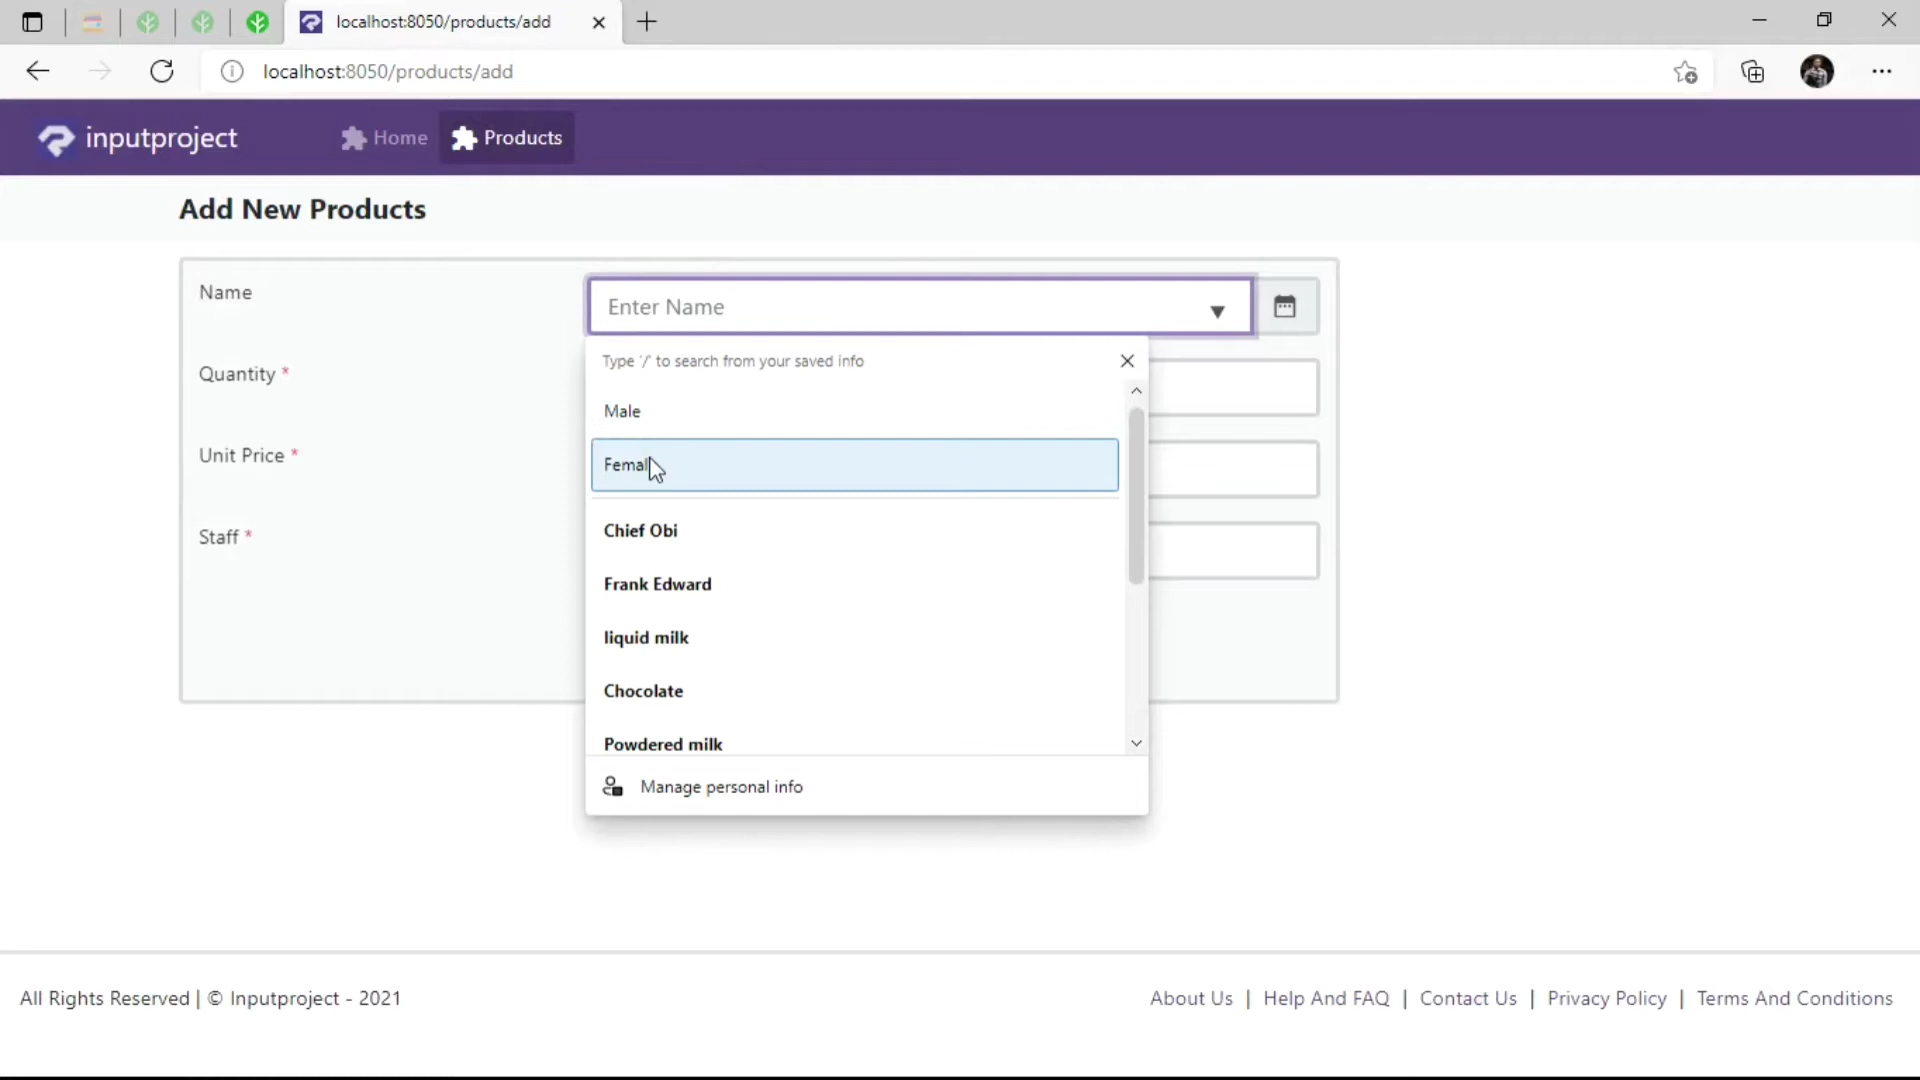 localhost:8050/products/add
localhost:8050/products/add
inputproject
Home
Products
Add New Products
Name
Enter Name
Type '/' to search from your saved info
Quantity *
Male
Unit Price *
Staff *
Chief Obi
Frank Edward
liquid milk
Chocolate
Powdered milk
Manage personal info
All Rights Reserved | © Inputproject - 2021
About Us | Help And FAQ | Contact Us | Privacy Policy | Terms And Conditions